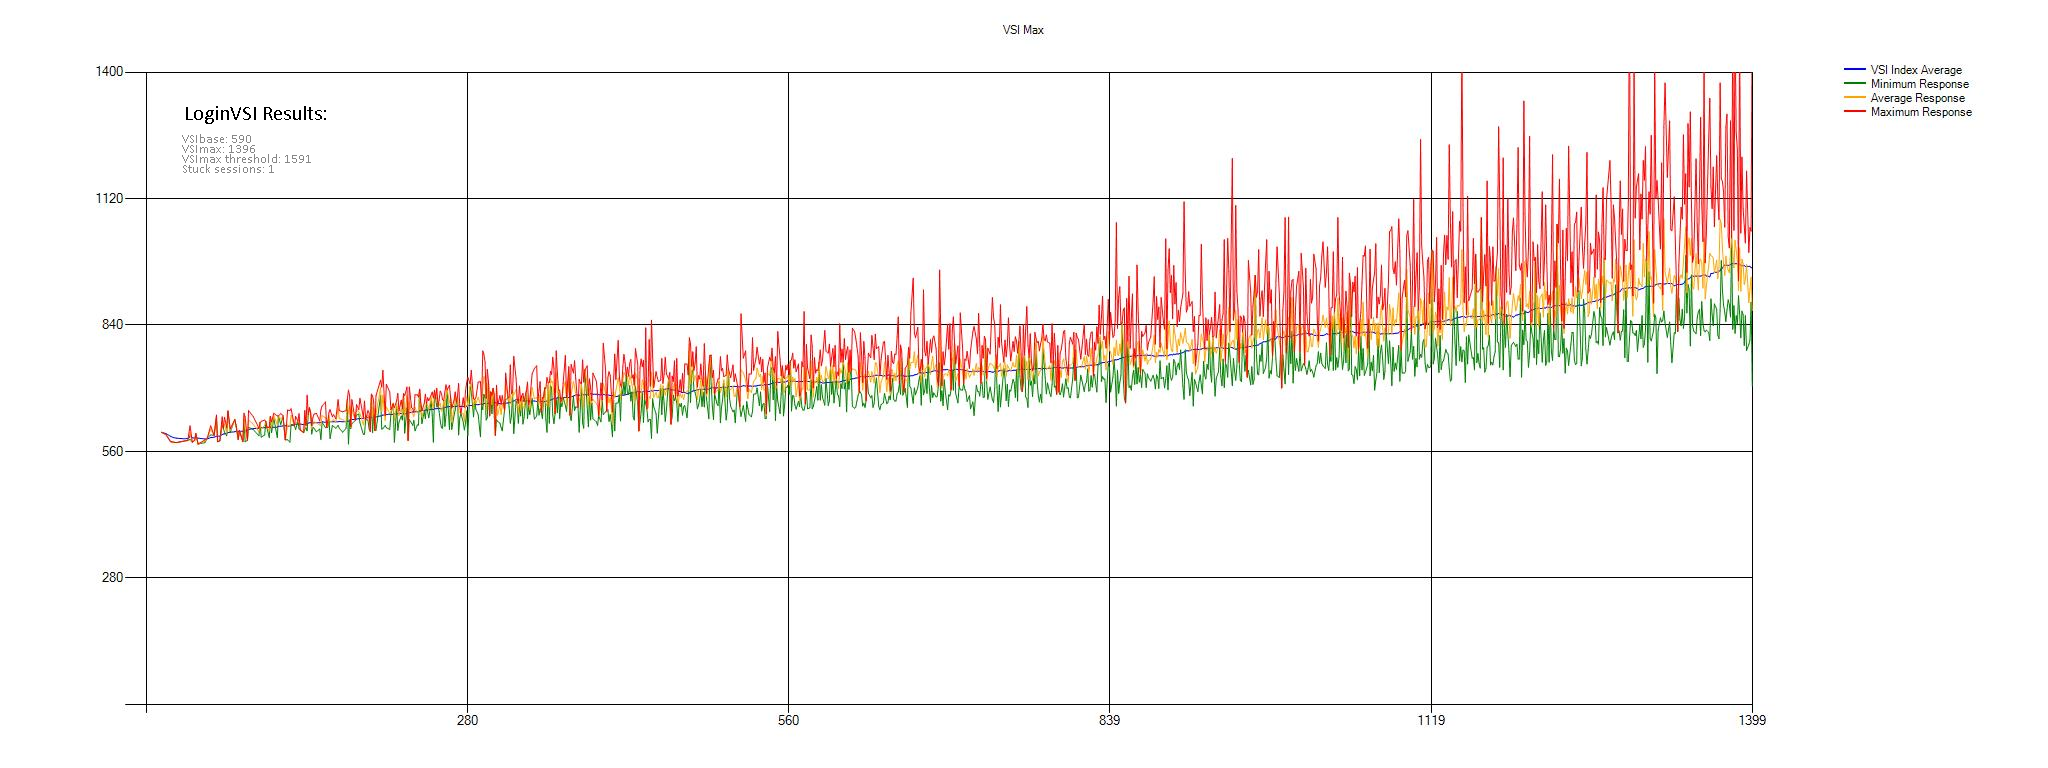 VSI Max
1400
1120
840
560
280
LoginVSI Results:
VSIbase: 590
VSImax: 1396
VSImax threshold: 1591
Stuck sessions: 1
280
560
839
1119
1399
VSI Index Average
Minimum Response
Average Response
Maximum Response